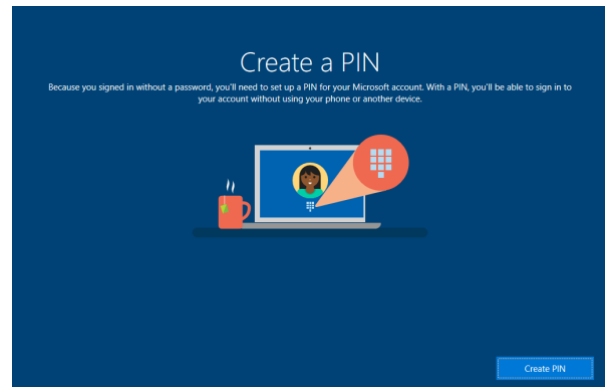 Create a PIN
Because you signed in without a password, you'll need to set up a PIN for your Microsoft account. With a PIN, you'll be able to sign in to
your account without using your phone or another device.
Create PIN